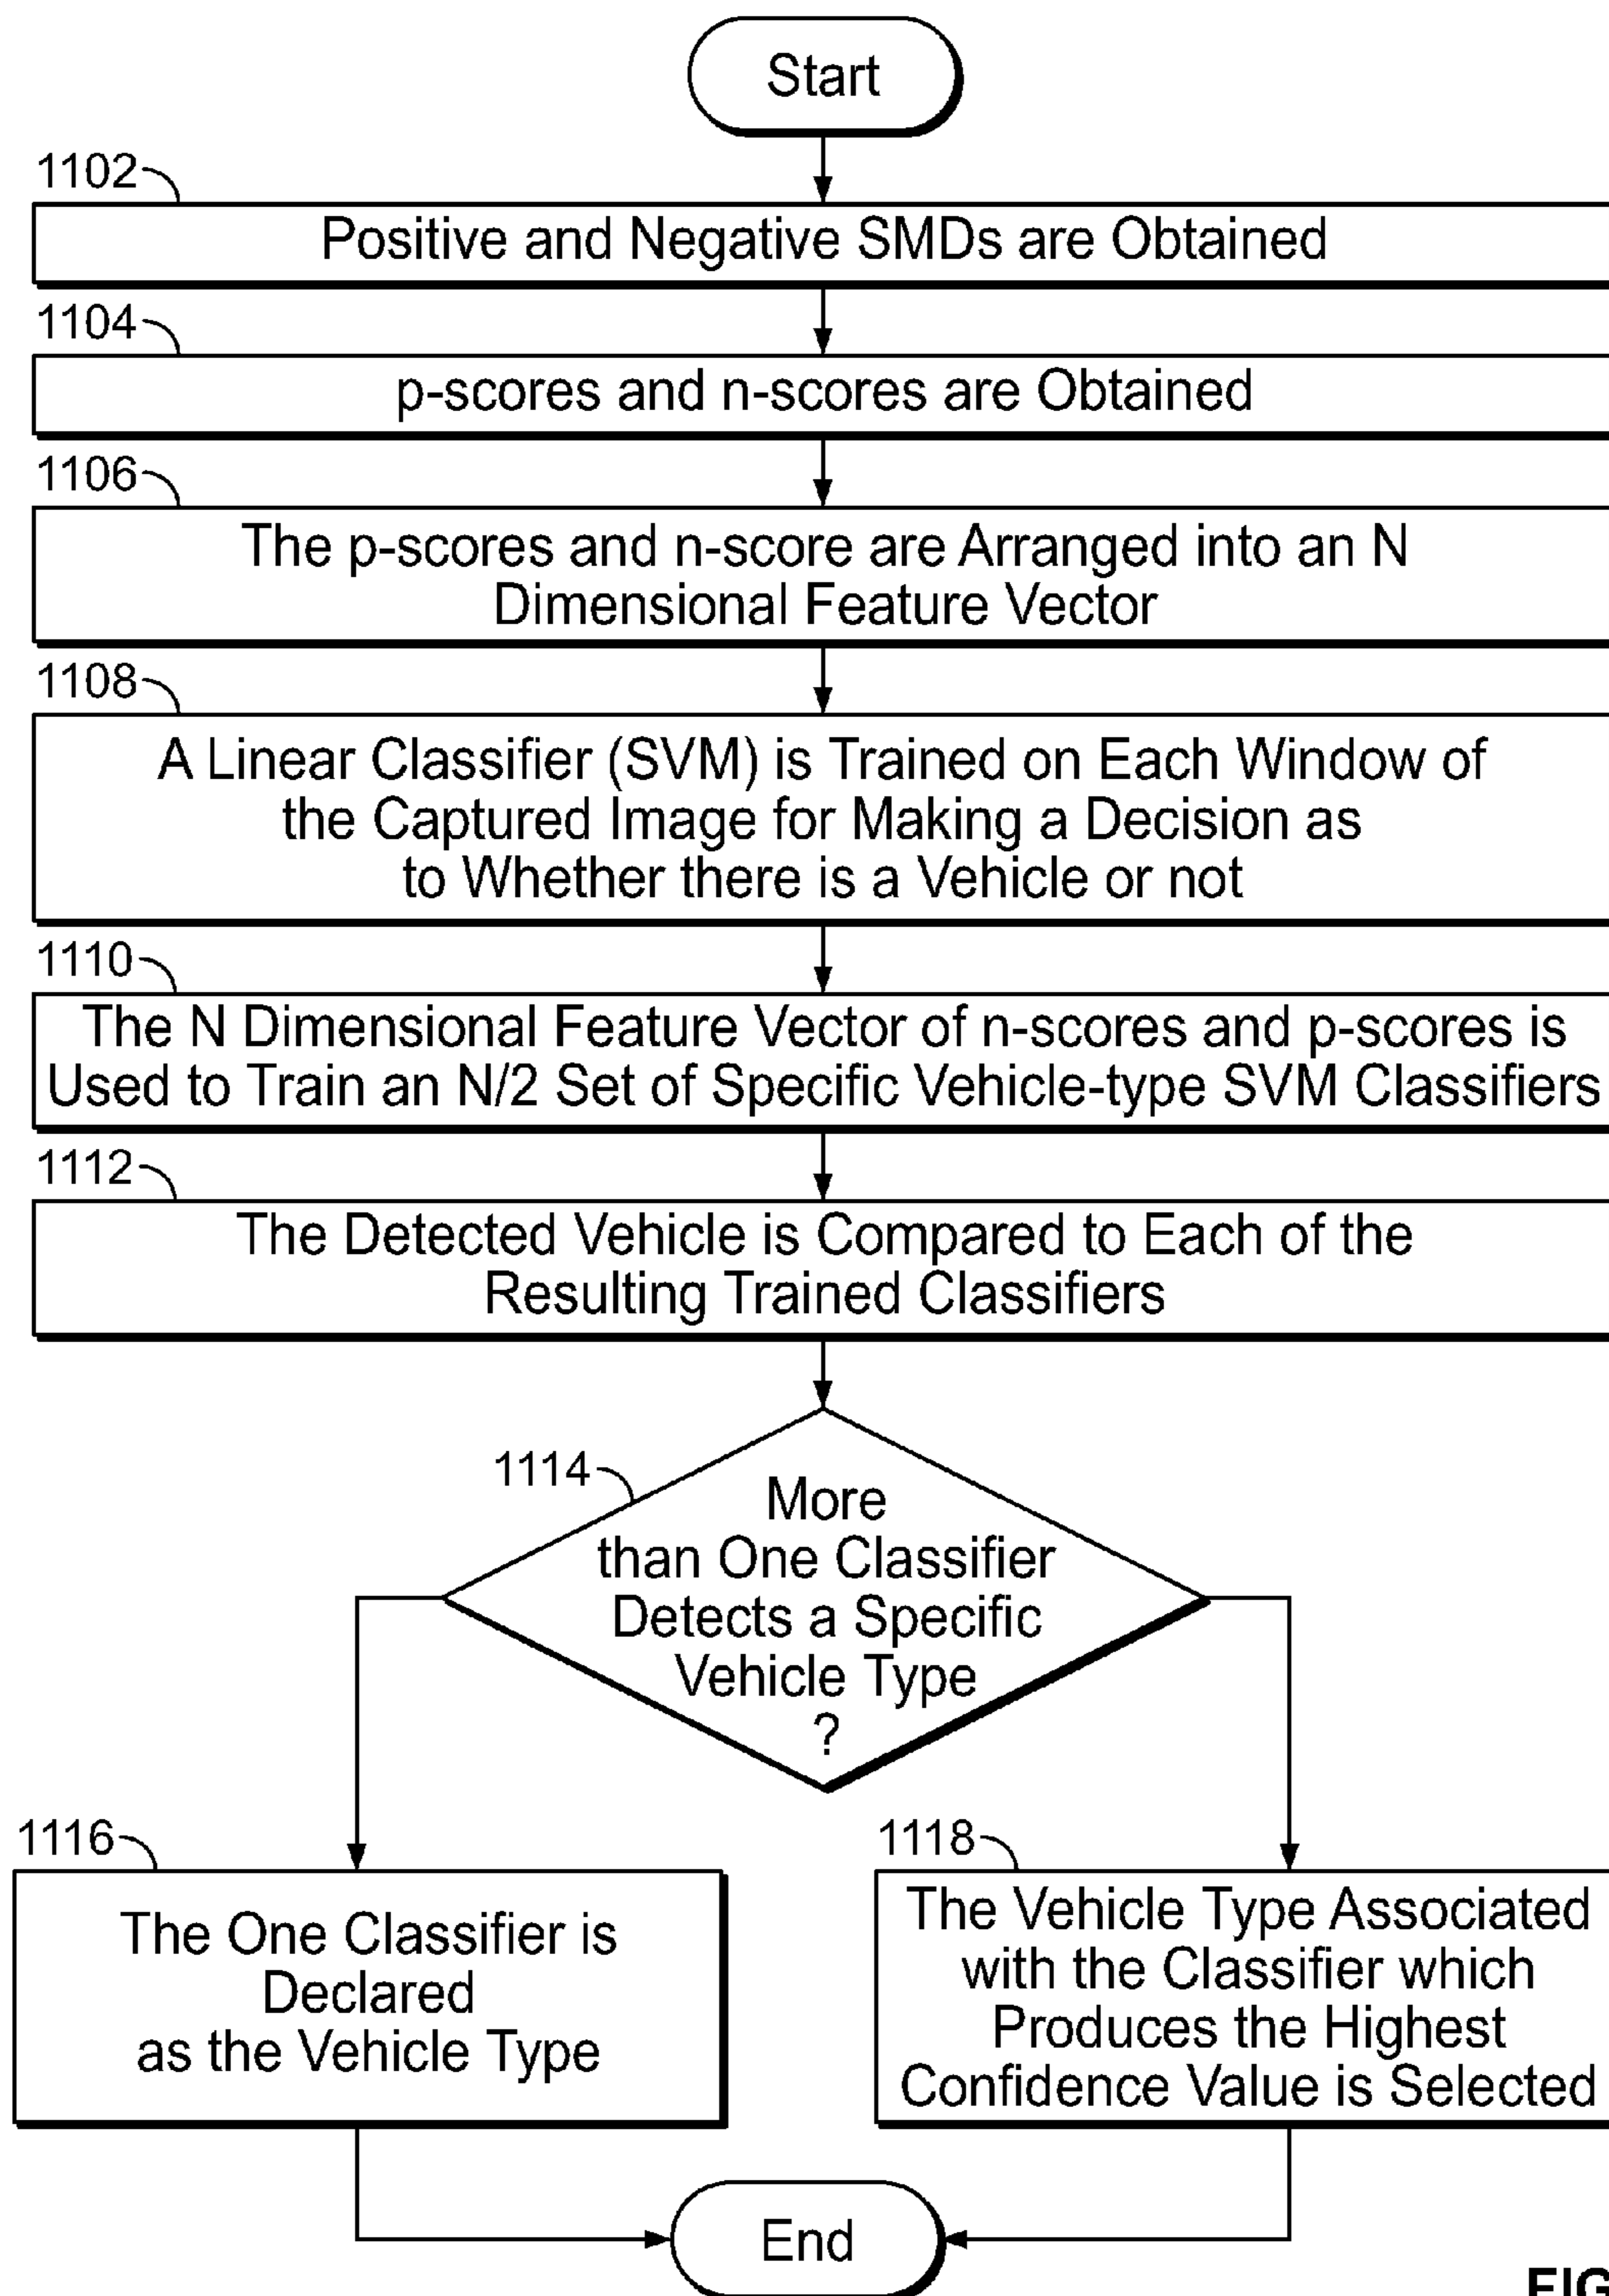 Start
1102
Positive and Negative SMDs are Obtained
1104
p-scores and n-scores are Obtained
1106
The p-scores and n-score are Arranged into an N
Dimensional Feature Vector
1108
A Linear Classifier (SVM) is Trained on Each Window of
the Captured Image for Making a Decision as
to Whether there is a Vehicle or not
1110
The N Dimensional Feature Vector of n-scores and p-scores is
Used to Train an N/2 Set of Specific Vehicle-type SVM Classifiers
1112
The Detected Vehicle is Compared to Each of the
Resulting Trained Classifiers
1114
More
than One Classifier
Detects a Specific
Vehicle Type
?
1116
The One Classifier is
Declared
as the Vehicle Type
1118
The Vehicle Type Associated
with the Classifier which
Produces the Highest
Confidence Value is Selected
End
FIG